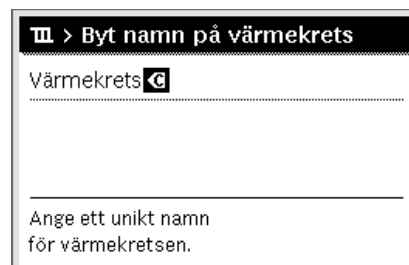 > Byt namn på värmekrets
Värmekrets C
Ange ett unikt namn
för värmekretsen.